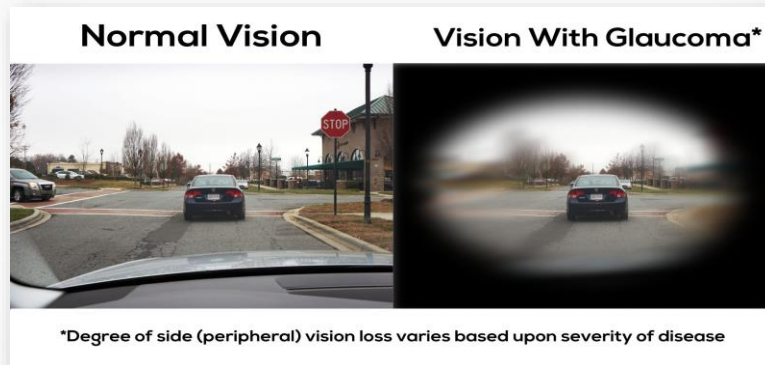 Normal Vision
Vision With Glaucoma*
STOP
*Degree of side (peripheral) vision loss varies based upon severity of disease